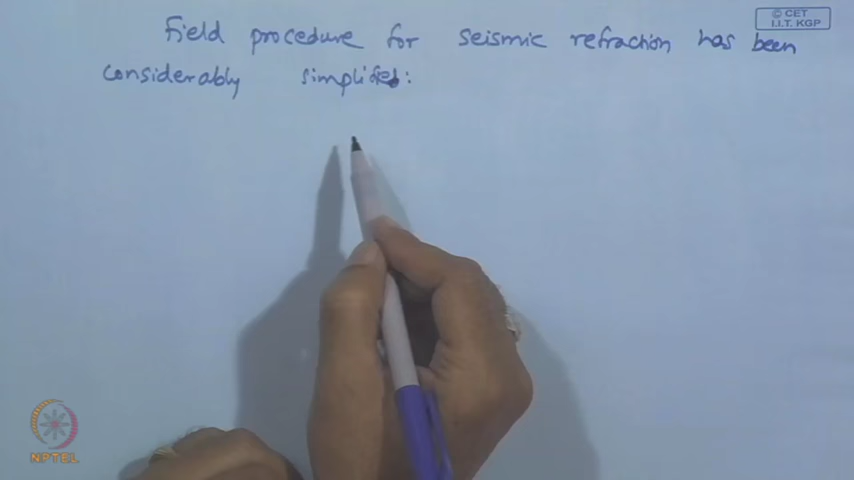 © CET
I.I.T. KGP
Field procedure for seismic refraction has been
considerably simplified:
NPTEL